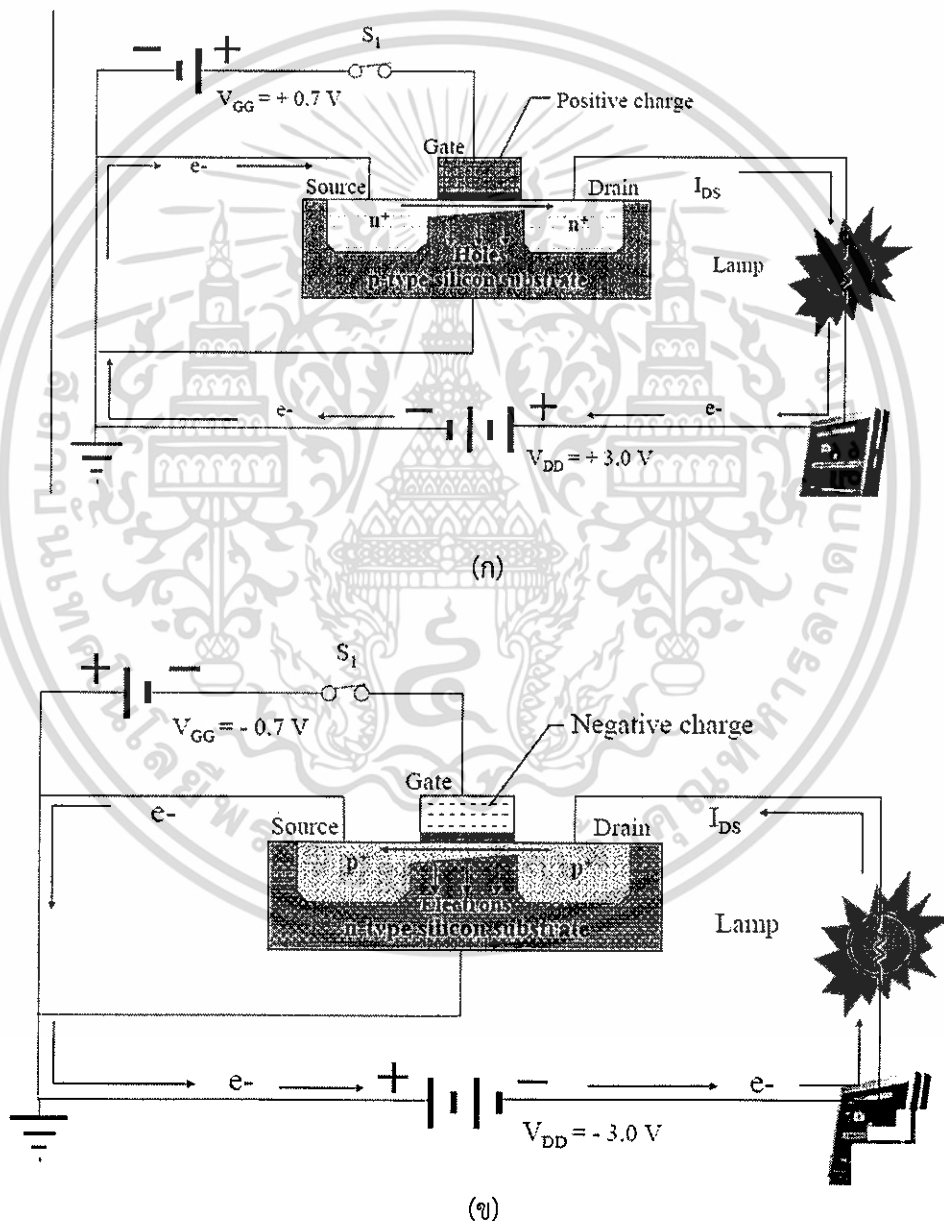 − +
S1
VGG = + 0.7 V
Positive charge
Gate
e-
Source
Drain
IDS
n+
n+
Holes
p-type silicon substrate
Lamp
e-
− +
e-
VDD = + 3.0 V
(ก)
+ −
S1
VGG = - 0.7 V
Negative charge
Gate
e-
Source
Drain
IDS
p+
p+
Electrons
n-type silicon substrate
Lamp
e-
+ −
e-
VDD = - 3.0 V
(ข)